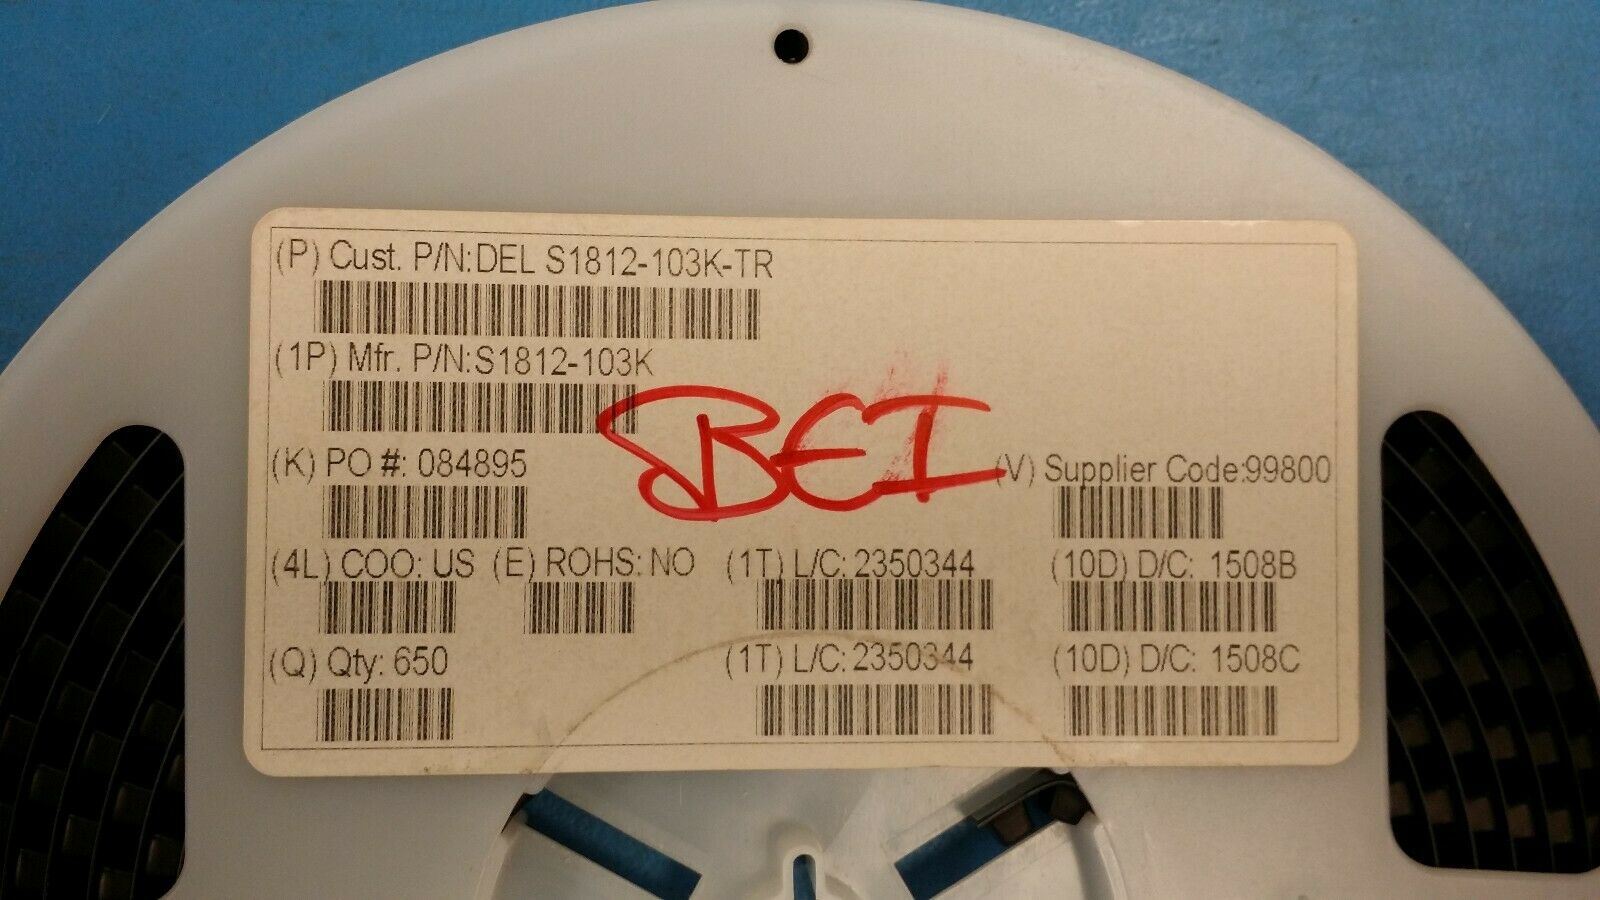 (P) Cust. P/N:DEL S1812-103K-TR
(1P) Mfr. P/N:S1812-103K
BEI
(K) PO #: 084895
(V) Supplier Code:99800
(4L) COO: US (E) ROHS: NO (1T) L/C: 2350344 (10D) D/C: 1508B
(Q) Qty: 650 (1T) L/C: 2350344 (10D) D/C: 1508C